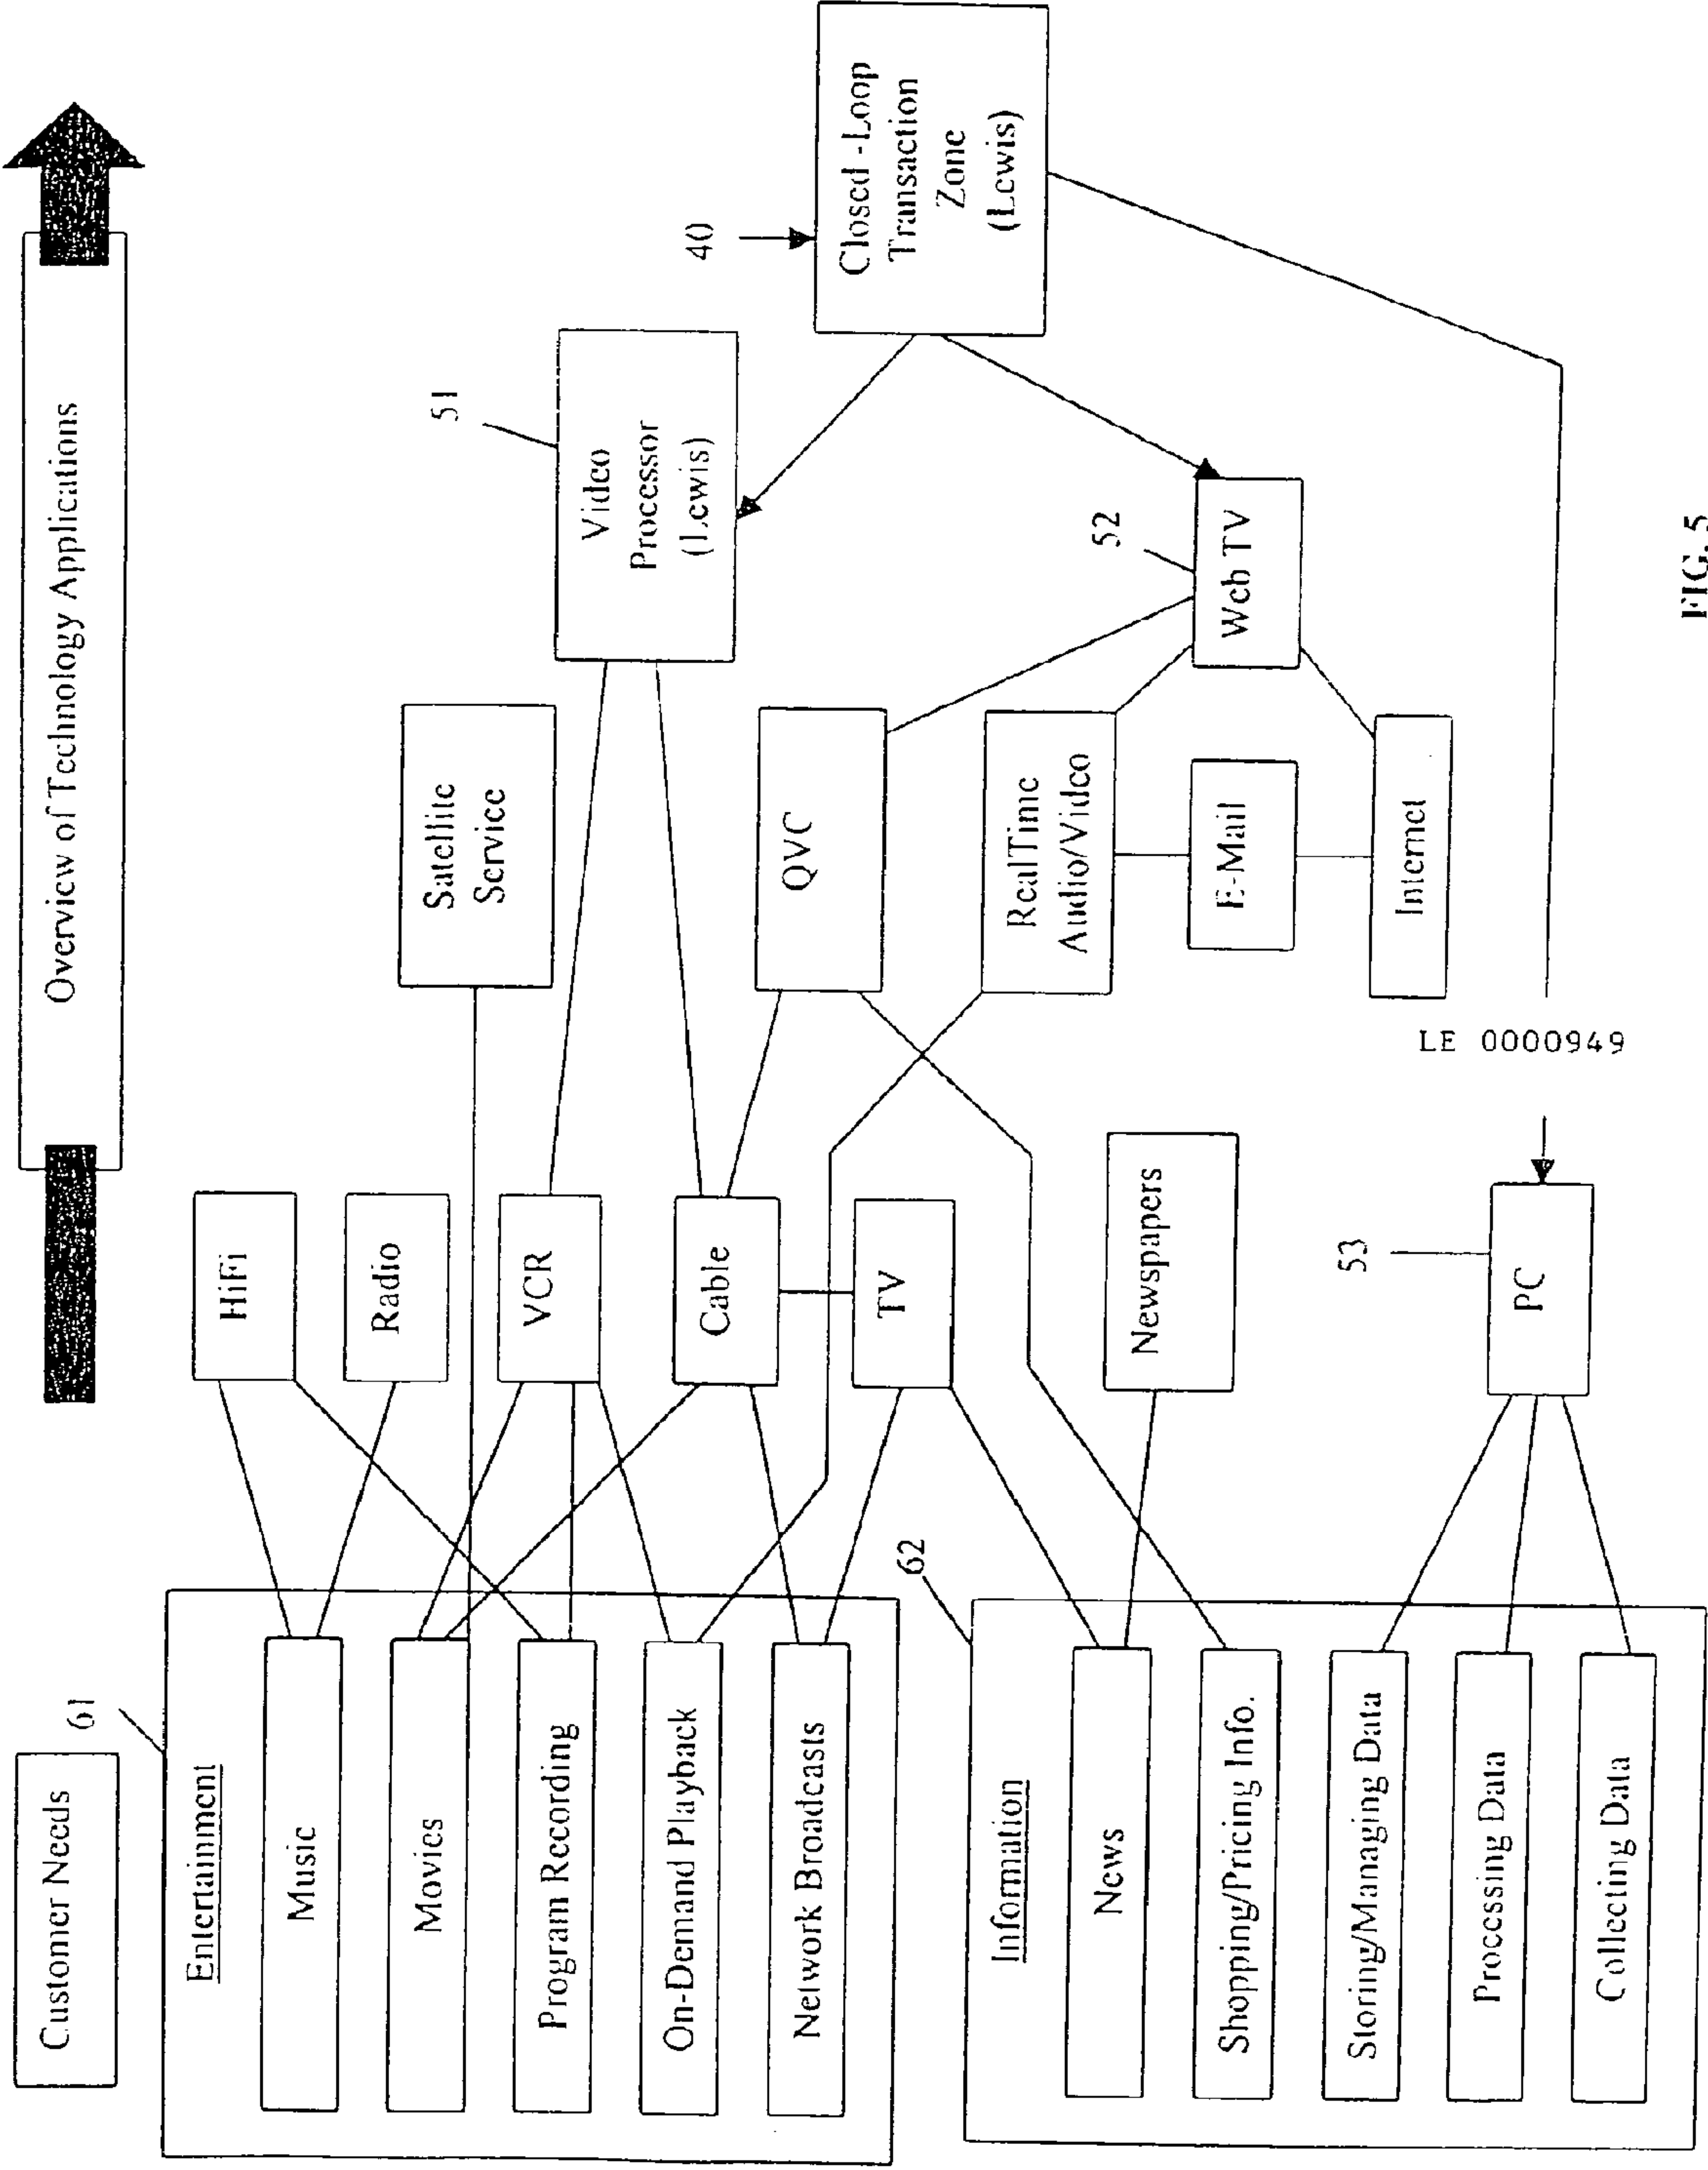 Overview of Technology Applications
Customer Needs
61
Entertainment
Music
Movies
Program Recording
On-Demand Playback
Network Broadcasts
62
Information
News
Shopping/Pricing Info.
Storing/Managing Data
Processing Data
Collecting Data
HiFi
Radio
VCR
Cable
TV
Newspapers
53
PC
Satellite
Service
QVC
RealTime
Audio/Video
E-Mail
Internet
LE 0000949
51
Video
Processor
(Lewis)
52
Web TV
40
Closed -Loop
Transaction
Zone
(Lewis)
FIG. 5